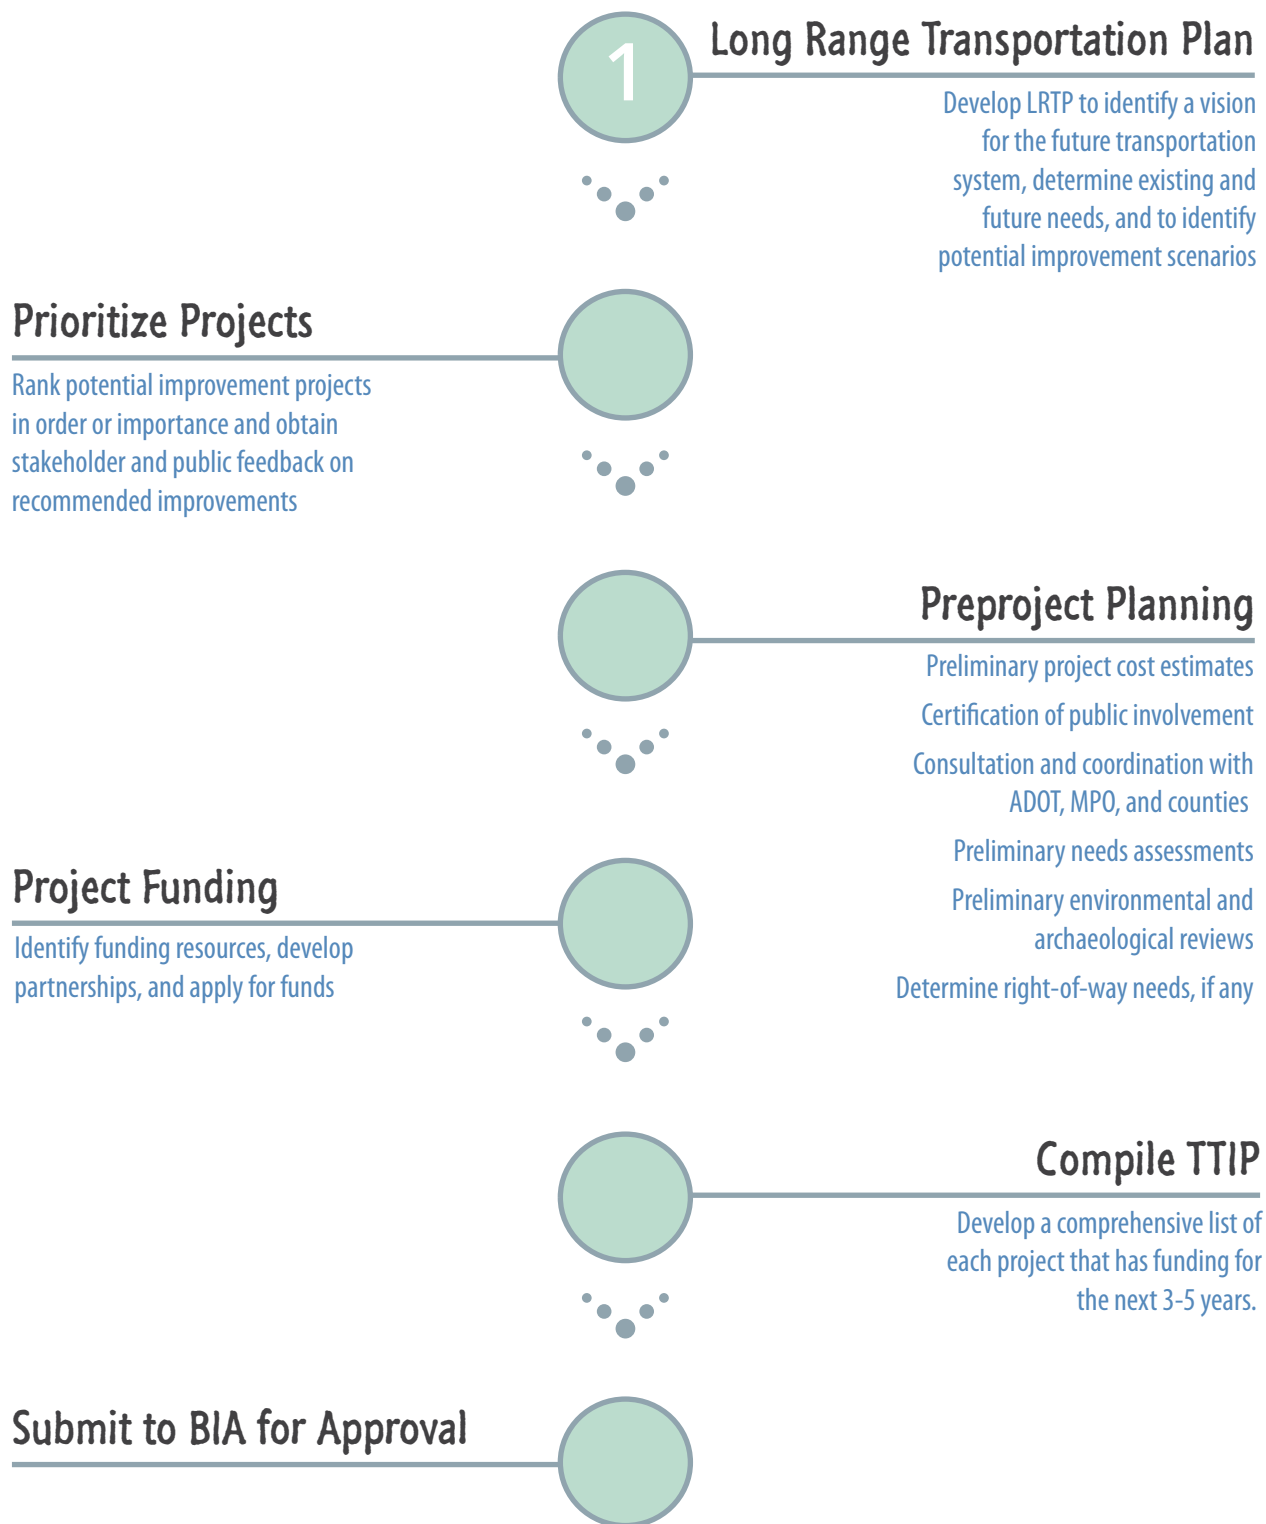 1
Long Range Transportation Plan
Develop LRTP to identify a vision
for the future transportation
system, determine existing and
future needs, and to identify
potential improvement scenarios
Prioritize Projects
Rank potential improvement projects
in order or importance and obtain
stakeholder and public feedback on
recommended improvements
Preproject Planning
Preliminary project cost estimates
Certification of public involvement
Consultation and coordination with
ADOT, MPO, and counties
Preliminary needs assessments
Preliminary environmental and
archaeological reviews
Determine right-of-way needs, if any
Project Funding
Identify funding resources, develop
partnerships, and apply for funds
Compile TTIP
Develop a comprehensive list of
each project that has funding for
the next 3-5 years.
Submit to BIA for Approval